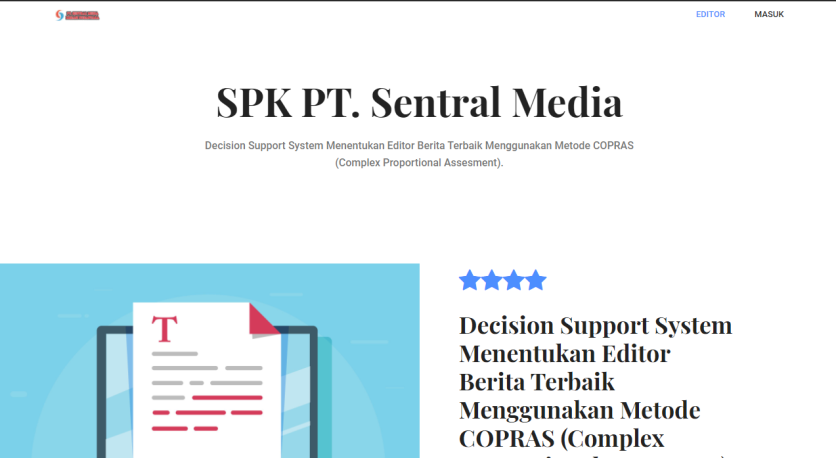 EDITOR MASUK
SPK PT. Sentral Media
Decision Support System Menentukan Editor Berita Terbaik Menggunakan Metode COPRAS
(Complex Proportional Assesment).
T
Decision Support System
Menentukan Editor
Berita Terbaik
Menggunakan Metode
COPRAS (Complex